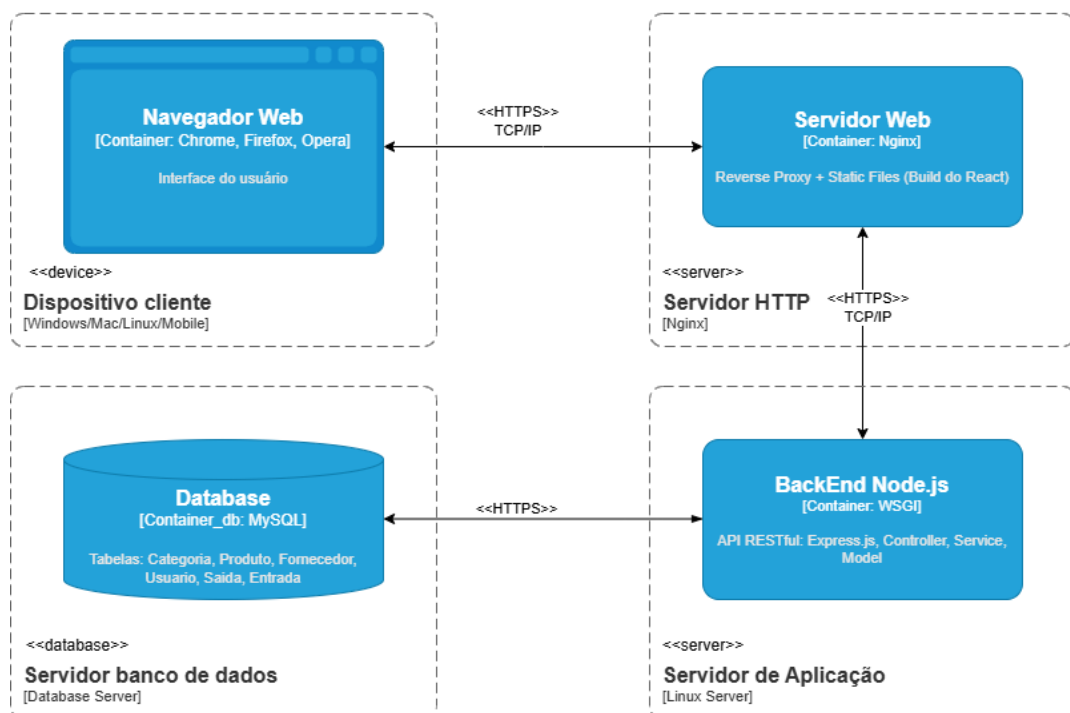 Navegador Web
[Container: Chrome, Firefox, Opera]
Interface do usuário
<<device>>
Dispositivo cliente
[Windows/Mac/Linux/Mobile]
<<HTTPS>>
TCP/IP
Servidor Web
[Container: Nginx]
Reverse Proxy + Static Files (Build do React)
<<server>>
Servidor HTTP
[Nginx]
<<HTTPS>>
TCP/IP
Database
[Container_db: MySQL]
Tabelas: Categoria, Produto, Fornecedor,
Usuario, Saida, Entrada
<<database>>
Servidor banco de dados
[Database Server]
<<HTTPS>>
BackEnd Node.js
[Container: WSGI]
API RESTful: Express.js, Controller, Service,
Model
<<server>>
Servidor de Aplicação
[Linux Server]